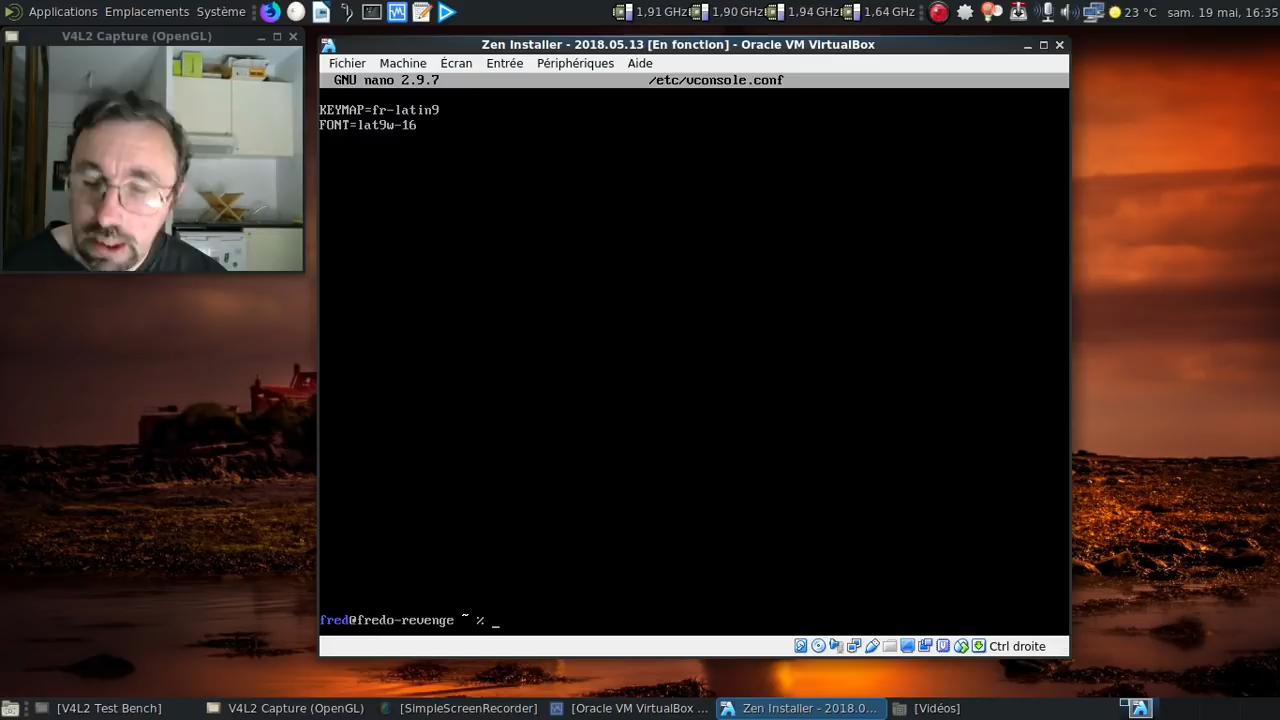 Applications Emplacements Système
1,91 GHz 1,90 GHz 1,94 GHz 1,64 GHz 23 °C sam. 19 mai, 16:35
V4L2 Capture (OpenGL)
Zen Installer - 2018.05.13 [En fonction] - Oracle VM VirtualBox
Fichier Machine Écran Entrée Périphériques Aide
GNU nano 2.9.7 /etc/vconsole.conf
KEYMAP=fr-latin9
FONT=lat9w-16
fred@fredo-revenge ~ % _
Ctrl droite
[V4L2 Test Bench] V4L2 Capture (OpenGL) [SimpleScreenRecorder] [Oracle VM VirtualBox ... Zen Installer - 2018.0... [Vidéos]